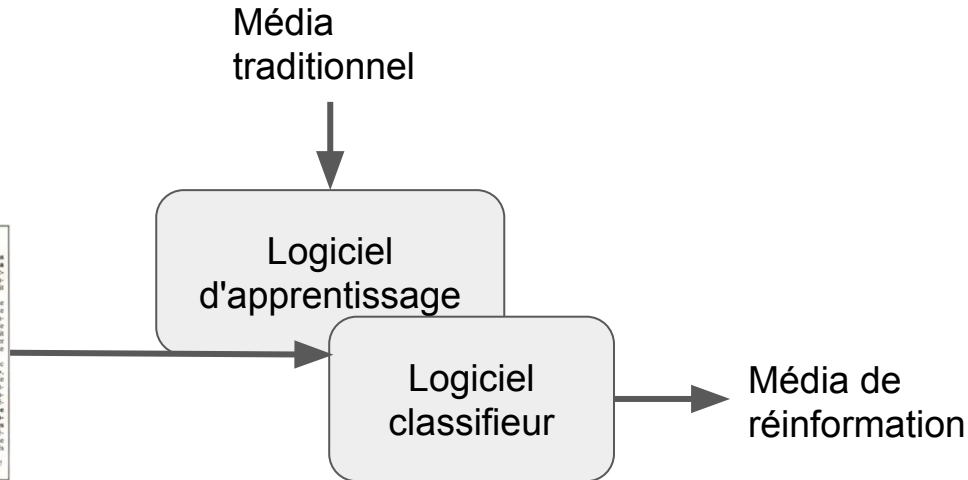 Média
traditionnel
Logiciel
d'apprentissage
Logiciel
classifieur
Média de
réinformation